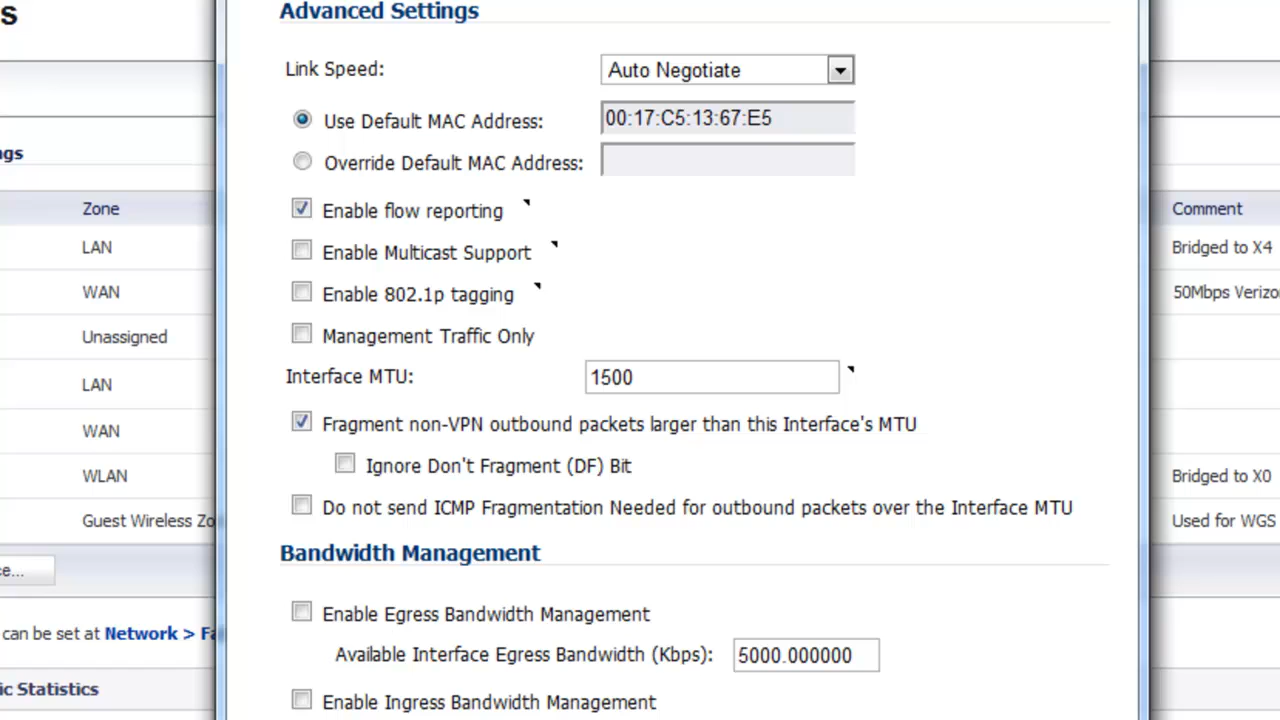 s
Advanced Settings
Link Speed: Auto Negotiate
Use Default MAC Address: 00:17:C5:13:67:E5
Override Default MAC Address:
ngs
Enable flow reporting
Zone Comment
LAN Bridged to X4
Enable Multicast Support
WAN 50Mbps Verizo
Enable 802.1p tagging
Unassigned
Management Traffic Only
Interface MTU: 1500
LAN
Fragment non-VPN outbound packets larger than this Interface's MTU
WAN
Ignore Don't Fragment (DF) Bit
WLAN Bridged to X0
Do not send ICMP Fragmentation Needed for outbound packets over the Interface MTU
Guest Wireless Zo Used for WGS
Bandwidth Management
ce...
Enable Egress Bandwidth Management
can be set at Network > Fa
Available Interface Egress Bandwidth (Kbps): 5000.000000
ic Statistics
Enable Ingress Bandwidth Management